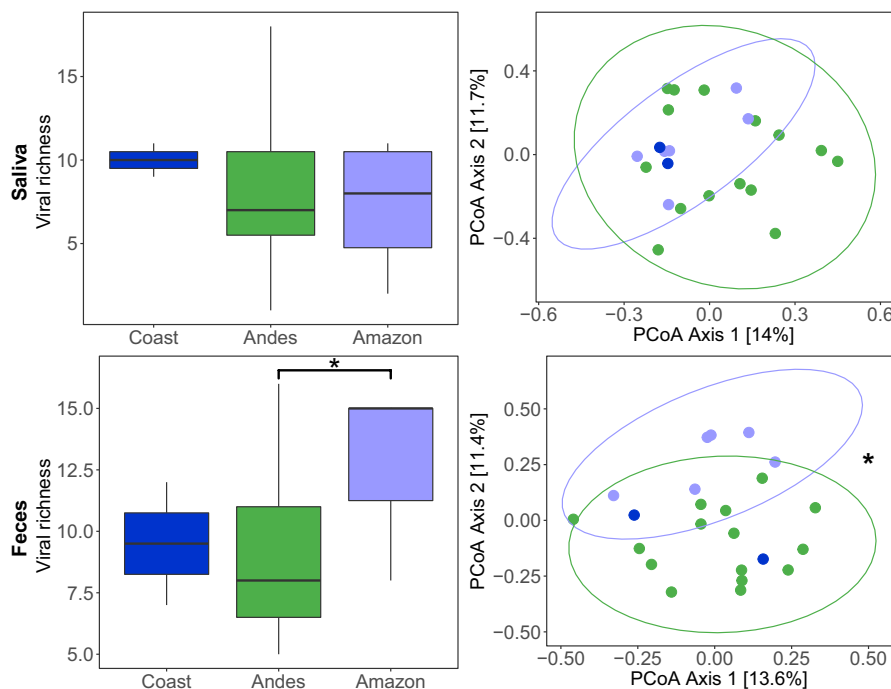 Saliva
Viral richness
15
10
5
Coast Andes Amazon
PCoA Axis 2 [11.7%]
0.4
0.0
−0.4
−0.6 −0.3 0.0 0.3 0.6
PCoA Axis 1 [14%]
Feces
Viral richness
15.0
12.5
10.0
7.5
5.0
*
Coast Andes Amazon
PCoA Axis 2 [11.4%]
0.50
0.25
0.00
−0.25
−0.50
*
−0.50 −0.25 0.00 0.25 0.50
PCoA Axis 1 [13.6%]